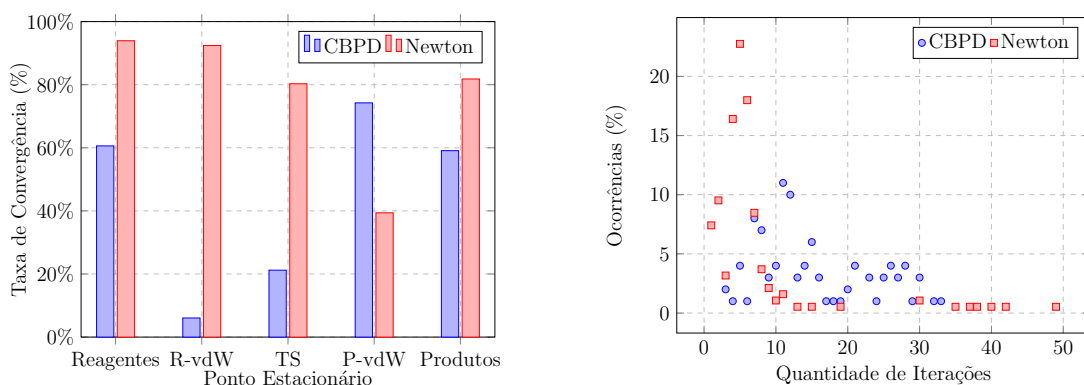 100%
80%
60%
40%
20%
0%
Taxa de Convergência (%)
CBPD Newton
Reagentes R-vdW TS P-vdW Produtos
Ponto Estacionário
20
15
10
5
0
Ocorrências (%)
CBPD Newton
0 10 20 30 40 50
Quantidade de Iterações